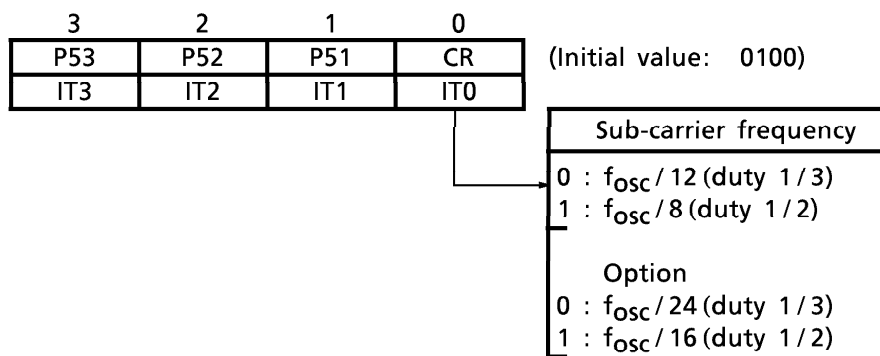 3 2 1 0
P53 P52 P51 CR (Initial value: 0100)
IT3 IT2 IT1 IT0
Sub-carrier frequency
0 : fOSC / 12 (duty 1 / 3)
1 : fOSC / 8 (duty 1 / 2)
Option
0 : fOSC / 24 (duty 1 / 3)
1 : fOSC / 16 (duty 1 / 2)